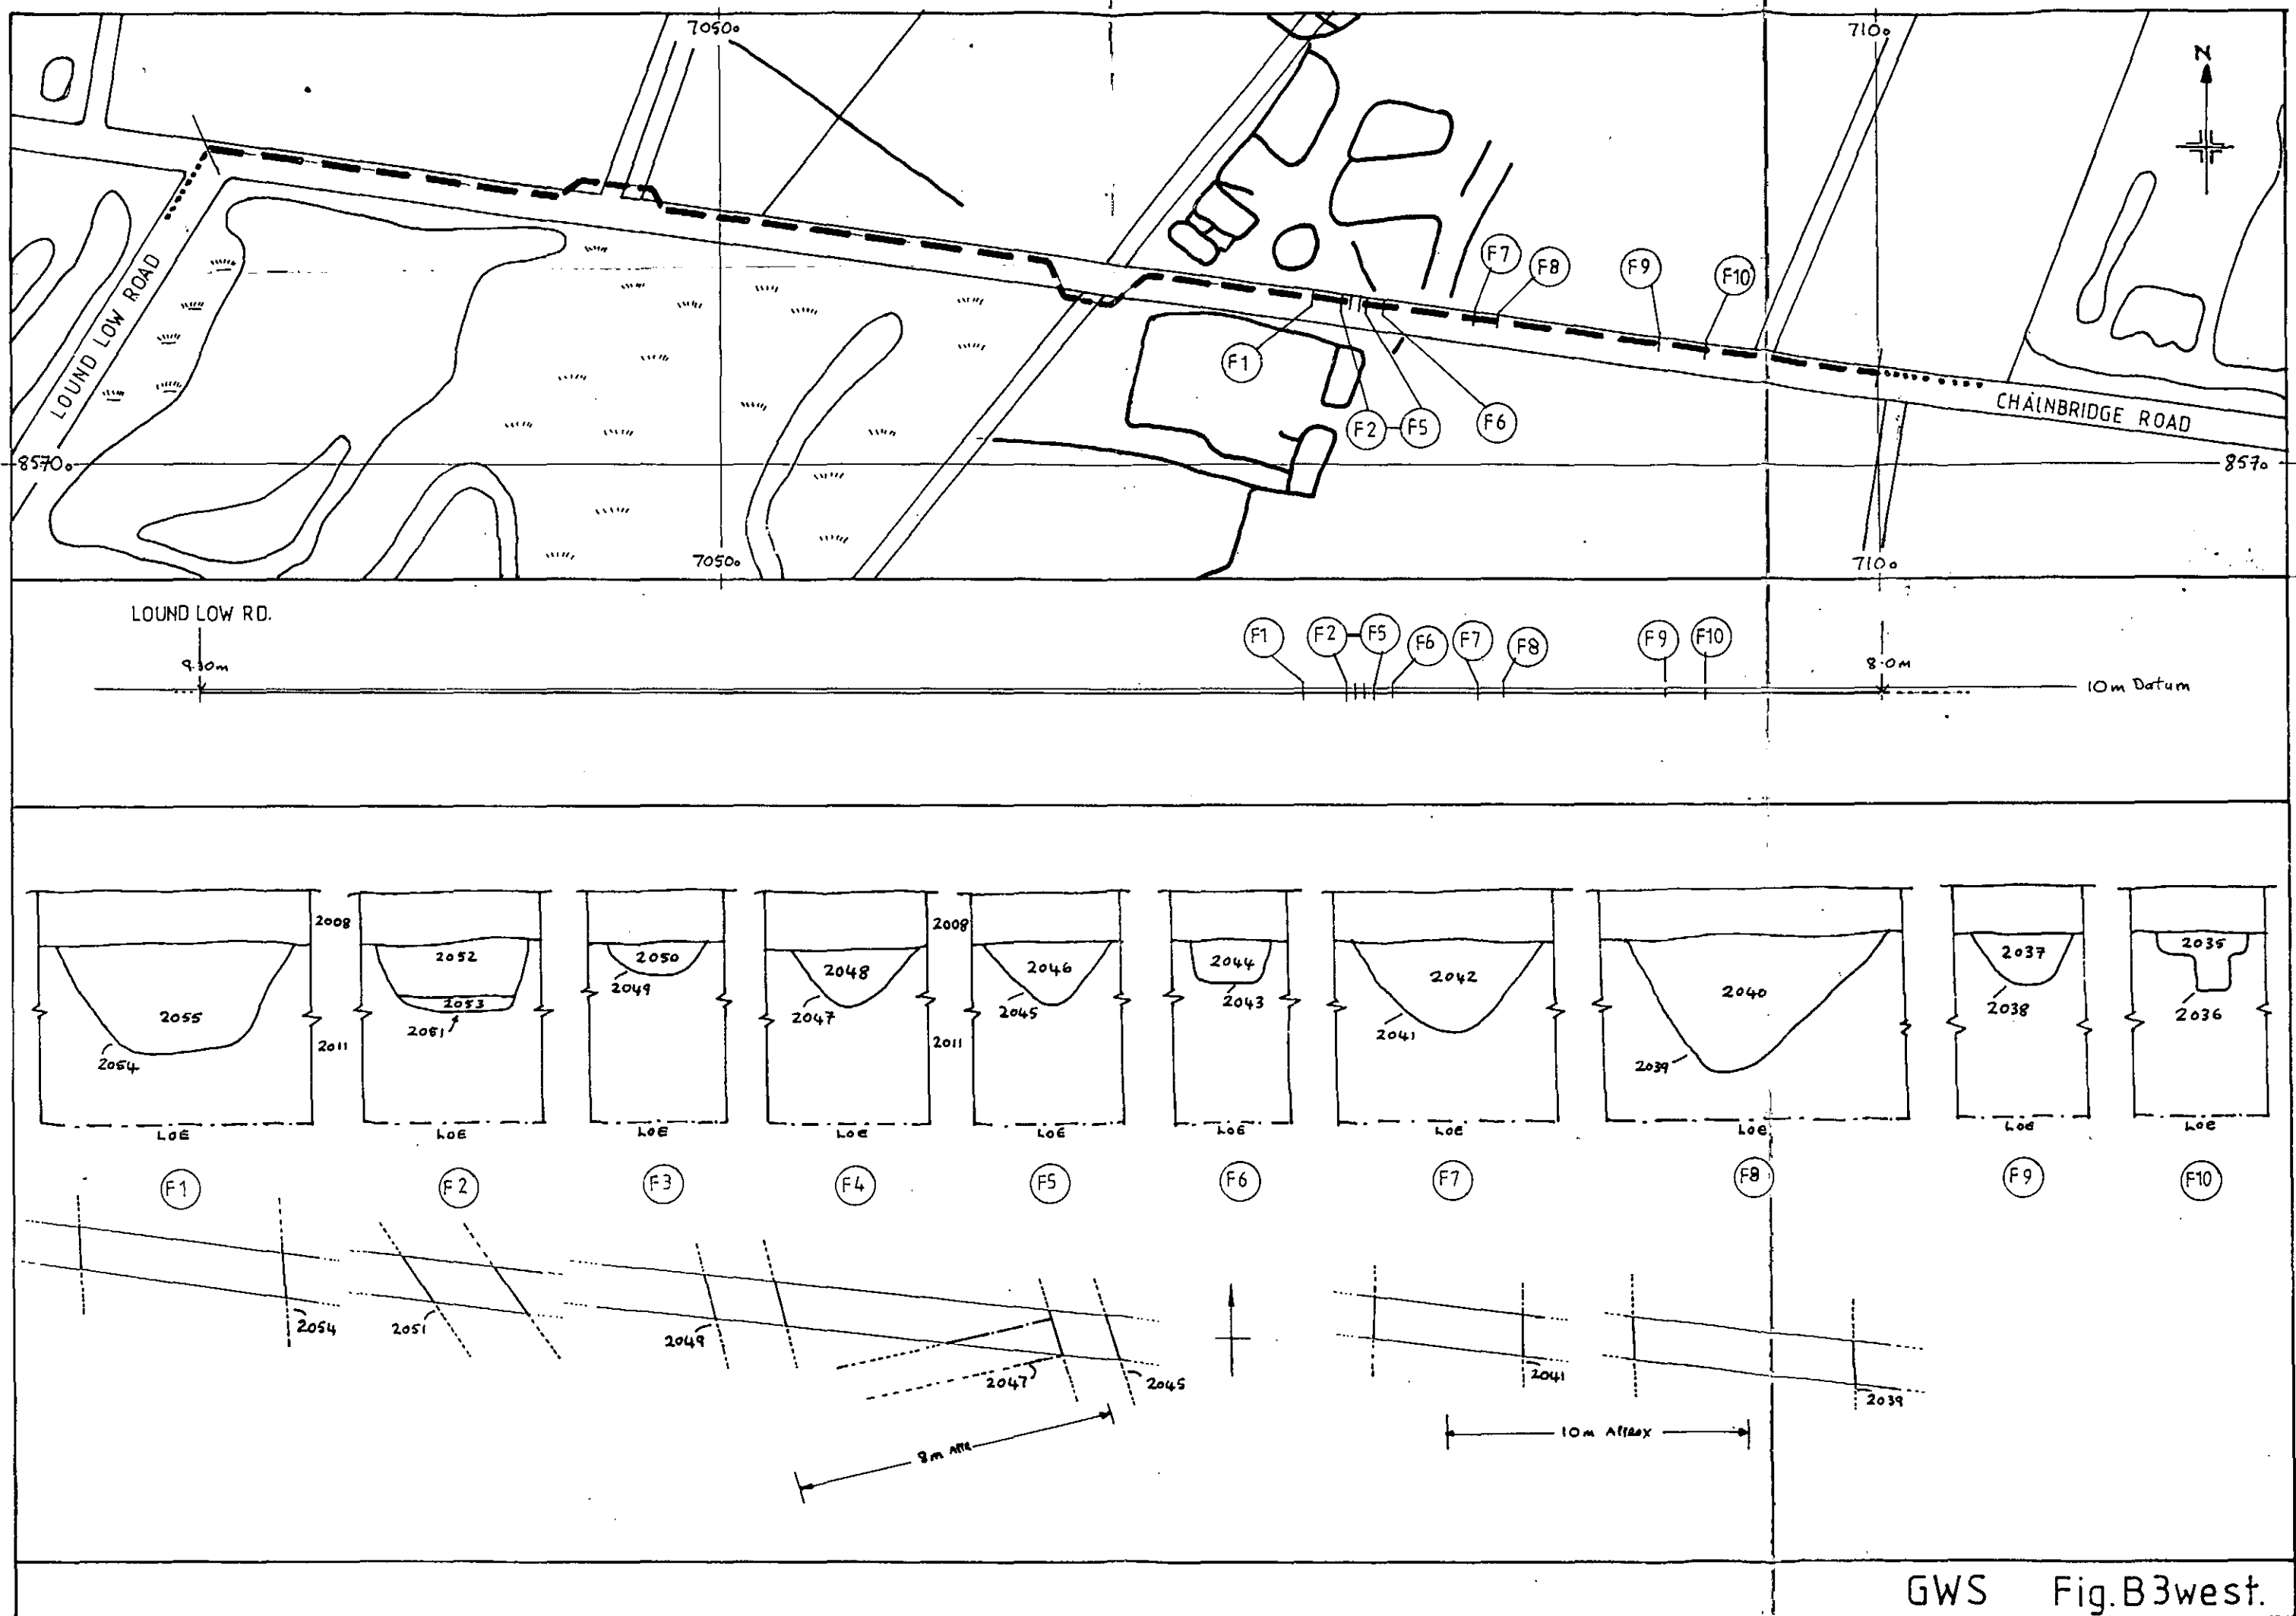 7050
710
N
LOUND LOW ROAD
F7
F8
F9
F10
F1
F2
F5
F6
CHAINBRIDGE ROAD
8570
8570
7050
710
LOUND LOW RD.
9.30m
F1
F2
F5
F6
F7
F8
F9
F10
8.0m
10m Datum
2008
2008
2055
2052
2053
2050
2048
2046
2044
2042
2040
2037
2035
2054
2051
2049
2047
2045
2043
2041
2039
2038
2036
2011
2011
LOE
LOE
LOE
LOE
LOE
LOE
LOE
LOE
LOE
LOE
F1
F2
F3
F4
F5
F6
F7
F8
F9
F10
2054
2051
2049
2047
2045
2041
2039
8m
10m Approx
GWS Fig.B3west.